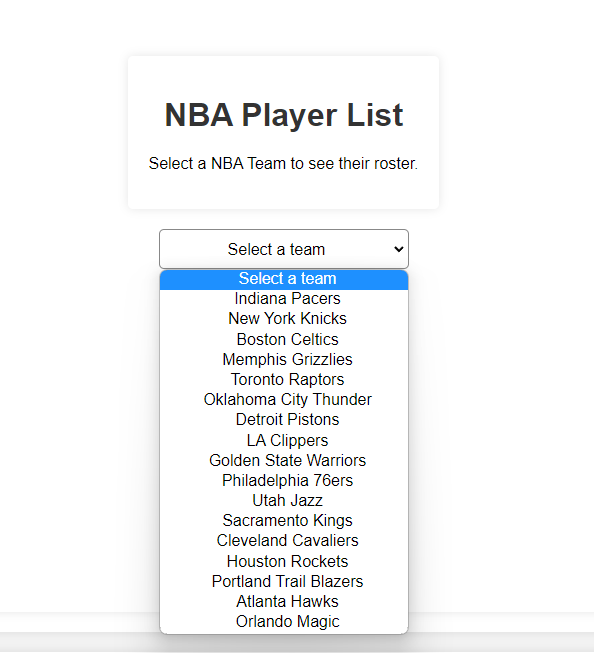 NBA Player List
Select a NBA Team to see their roster.
Select a team
Select a team
Indiana Pacers
New York Knicks
Boston Celtics
Memphis Grizzlies
Toronto Raptors
Oklahoma City Thunder
Detroit Pistons
LA Clippers
Golden State Warriors
Philadelphia 76ers
Utah Jazz
Sacramento Kings
Cleveland Cavaliers
Houston Rockets
Portland Trail Blazers
Atlanta Hawks
Orlando Magic